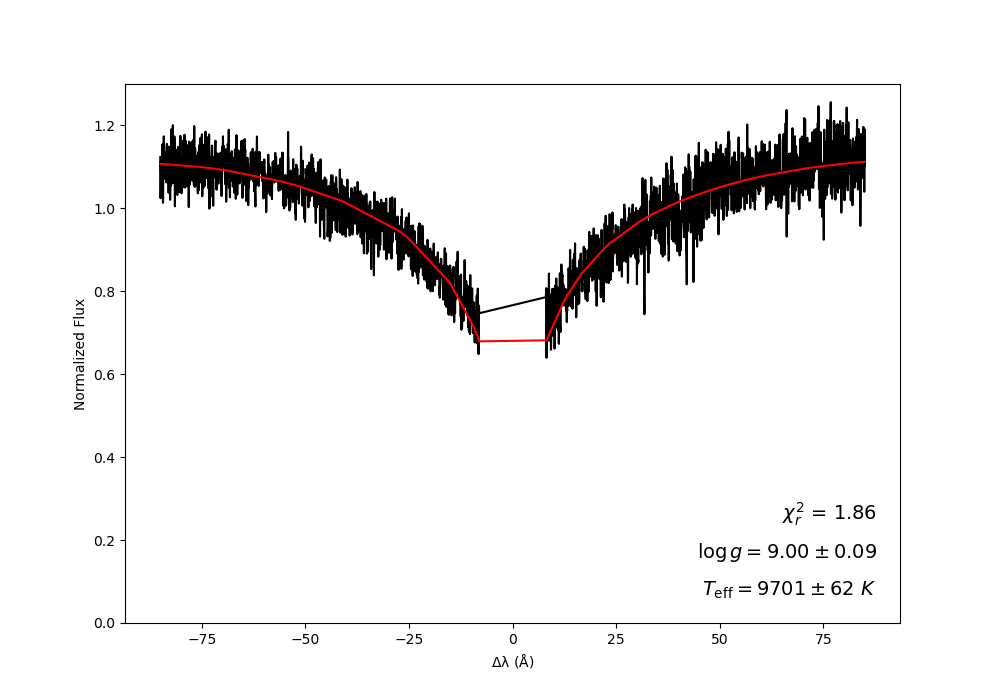 1.2
1.0
0.8
0.6
0.4
0.2
0.0
Normalized Flux
χ²ᵣ = 1.86
log g = 9.00 ± 0.09
T_eff = 9701 ± 62 K
−75 −50 −25 0 25 50 75
Δλ (Å)